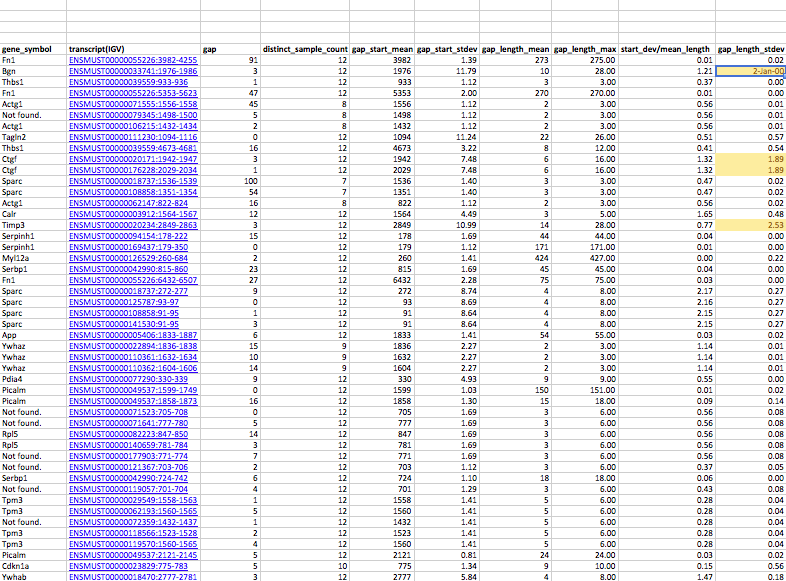 gene_symbol transcript(IGV) gap distinct_sample_count gap_start_mean gap_start_stdev gap_length_mean gap_length_max start_dev/mean_length gap_length_stdev
Fn1 ENSMUST00000055226:3982-4255 91 12 3982 1.39 273 275.00 0.01 0.02
Bgn ENSMUST00000033741:1976-1986 3 12 1976 11.79 10 28.00 1.21 2-Jan-00
Thbs1 ENSMUST00000039559:933-936 1 12 933 1.12 3 3.00 0.37 0.00
Fn1 ENSMUST00000055226:5353-5623 47 12 5353 2.00 270 270.00 0.01 0.00
Actg1 ENSMUST00000071555:1556-1558 45 8 1556 1.12 2 3.00 0.56 0.01
Not found. ENSMUST00000079345:1498-1500 5 8 1498 1.12 2 3.00 0.56 0.01
Actg1 ENSMUST00000106215:1432-1434 2 8 1432 1.12 2 3.00 0.56 0.01
Tagln2 ENSMUST00000111230:1094-1116 0 12 1094 11.24 22 26.00 0.51 0.57
Thbs1 ENSMUST00000039559:4673-4681 16 12 4673 3.22 8 12.00 0.41 0.54
Ctgf ENSMUST00000020171:1942-1947 3 12 1942 7.48 6 16.00 1.32 1.89
Ctgf ENSMUST00000176228:2029-2034 1 12 2029 7.48 6 16.00 1.32 1.89
Sparc ENSMUST00000018737:1536-1539 100 7 1536 1.40 3 3.00 0.47 0.02
Sparc ENSMUST00000108858:1351-1354 54 7 1351 1.40 3 3.00 0.47 0.02
Actg1 ENSMUST00000062147:822-824 16 8 822 1.12 2 3.00 0.56 0.01
Calr ENSMUST00000003912:1564-1567 12 12 1564 4.49 3 5.00 1.65 0.48
Timp3 ENSMUST00000020234:2849-2863 3 12 2849 10.99 14 28.00 0.77 2.53
Serpinh1 ENSMUST00000094154:178-222 15 12 178 1.69 44 44.00 0.04 0.00
Serpinh1 ENSMUST00000169437:179-350 0 12 179 1.12 171 171.00 0.01 0.00
Myl12a ENSMUST00000126529:260-684 2 12 260 1.41 424 427.00 0.00 0.22
Serbp1 ENSMUST00000042990:815-860 23 12 815 1.69 45 45.00 0.04 0.00
Fn1 ENSMUST00000055226:6432-6507 27 12 6432 2.28 75 75.00 0.03 0.00
Sparc ENSMUST00000018737:272-277 9 12 272 8.74 4 8.00 2.17 0.27
Sparc ENSMUST00000125787:93-97 0 12 93 8.69 4 8.00 2.16 0.27
Sparc ENSMUST00000108858:91-95 1 12 91 8.64 4 8.00 2.15 0.27
Sparc ENSMUST00000141530:91-95 3 12 91 8.64 4 8.00 2.15 0.27
App ENSMUST00000005406:1833-1887 6 12 1833 1.41 54 55.00 0.03 0.02
Ywhaz ENSMUST00000022894:1836-1838 15 9 1836 2.27 2 3.00 1.14 0.01
Ywhaz ENSMUST00000110361:1632-1634 10 9 1632 2.27 2 3.00 1.14 0.01
Ywhaz ENSMUST00000110362:1604-1606 14 9 1604 2.27 2 3.00 1.14 0.01
Pdia4 ENSMUST00000077290:330-339 9 12 330 4.93 9 9.00 0.55 0.00
Picalm ENSMUST00000049537:1599-1749 0 12 1599 1.03 150 151.00 0.01 0.02
Picalm ENSMUST00000049537:1858-1873 16 12 1858 1.30 15 18.00 0.09 0.14
Not found. ENSMUST00000071523:705-708 0 12 705 1.69 3 6.00 0.56 0.08
Not found. ENSMUST00000071641:777-780 5 12 777 1.69 3 6.00 0.56 0.08
Rpl5 ENSMUST00000082223:847-850 14 12 847 1.69 3 6.00 0.56 0.08
Rpl5 ENSMUST00000140659:781-784 3 12 781 1.69 3 6.00 0.56 0.08
Not found. ENSMUST00000177903:771-774 7 12 771 1.69 3 6.00 0.56 0.08
Not found. ENSMUST00000121367:703-706 2 12 703 1.12 3 6.00 0.37 0.05
Serbp1 ENSMUST00000042990:724-742 6 12 724 1.10 18 18.00 0.06 0.00
Not found. ENSMUST00000119057:701-704 4 12 701 1.29 3 6.00 0.43 0.08
Tpm3 ENSMUST00000029549:1558-1563 1 12 1558 1.41 5 6.00 0.28 0.04
Tpm3 ENSMUST00000062193:1560-1565 5 12 1560 1.41 5 6.00 0.28 0.04
Not found. ENSMUST00000072359:1432-1437 1 12 1432 1.41 5 6.00 0.28 0.04
Tpm3 ENSMUST00000118566:1523-1528 2 12 1523 1.41 5 6.00 0.28 0.04
Tpm3 ENSMUST00000119570:1560-1565 4 12 1560 1.41 5 6.00 0.28 0.04
Picalm ENSMUST00000049537:2121-2145 5 12 2121 0.81 24 24.00 0.03 0.02
Cdkn1a ENSMUST00000023829:775-783 5 10 775 1.34 9 10.00 0.15 0.56
Ywhab ENSMUST00000018470:2777-2781 3 12 2777 5.84 4 8.00 1.47 0.18